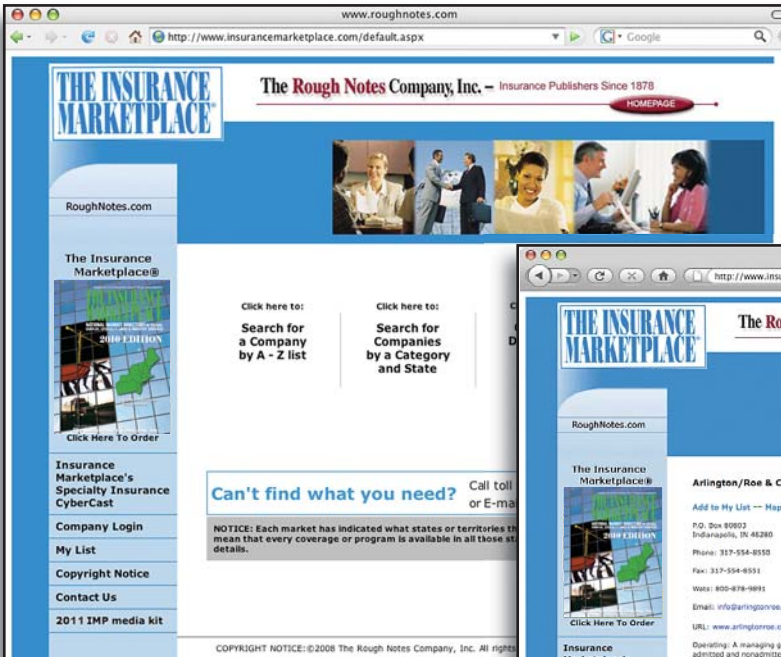 www.roughnotes.com
http://www.insurancemarketplace.com/default.aspx
Google
THE INSURANCE
MARKETPLACE®
The Rough Notes Company, Inc. – Insurance Publishers Since 1878
HOMEPAGE
RoughNotes.com
The Insurance
Marketplace®
2010 EDITION
Click Here To Order
Insurance
Marketplace's
Specialty Insurance
CyberCast
Company Login
My List
Copyright Notice
Contact Us
2011 IMP media kit
Click here to:
Search for
a Company
by A - Z list
Click here to:
Search for
Companies
by a Category
and State
Can't find what you need?
Call toll
or E-ma
NOTICE: Each market has indicated what states or territories th
mean that every coverage or program is available in all those st
details.
COPYRIGHT NOTICE:©2008 The Rough Notes Company, Inc. All rights
http://www.insu
THE INSURANCE
MARKETPLACE®
The Ro
RoughNotes.com
The Insurance
Marketplace®
2010 EDITION
Click Here To Order
Insurance
Arlington/Roe & C
Add to My List -- Map
P.O. Box 80803
Indianapolis, IN 46280
Phone: 317-554-8550
Fax: 317-554-8551
Wats: 800-878-9891
Email: info@arlingtonroe.
URL: www.arlingtonroe.c
Operating: A managing g
admitted and nonadmitte